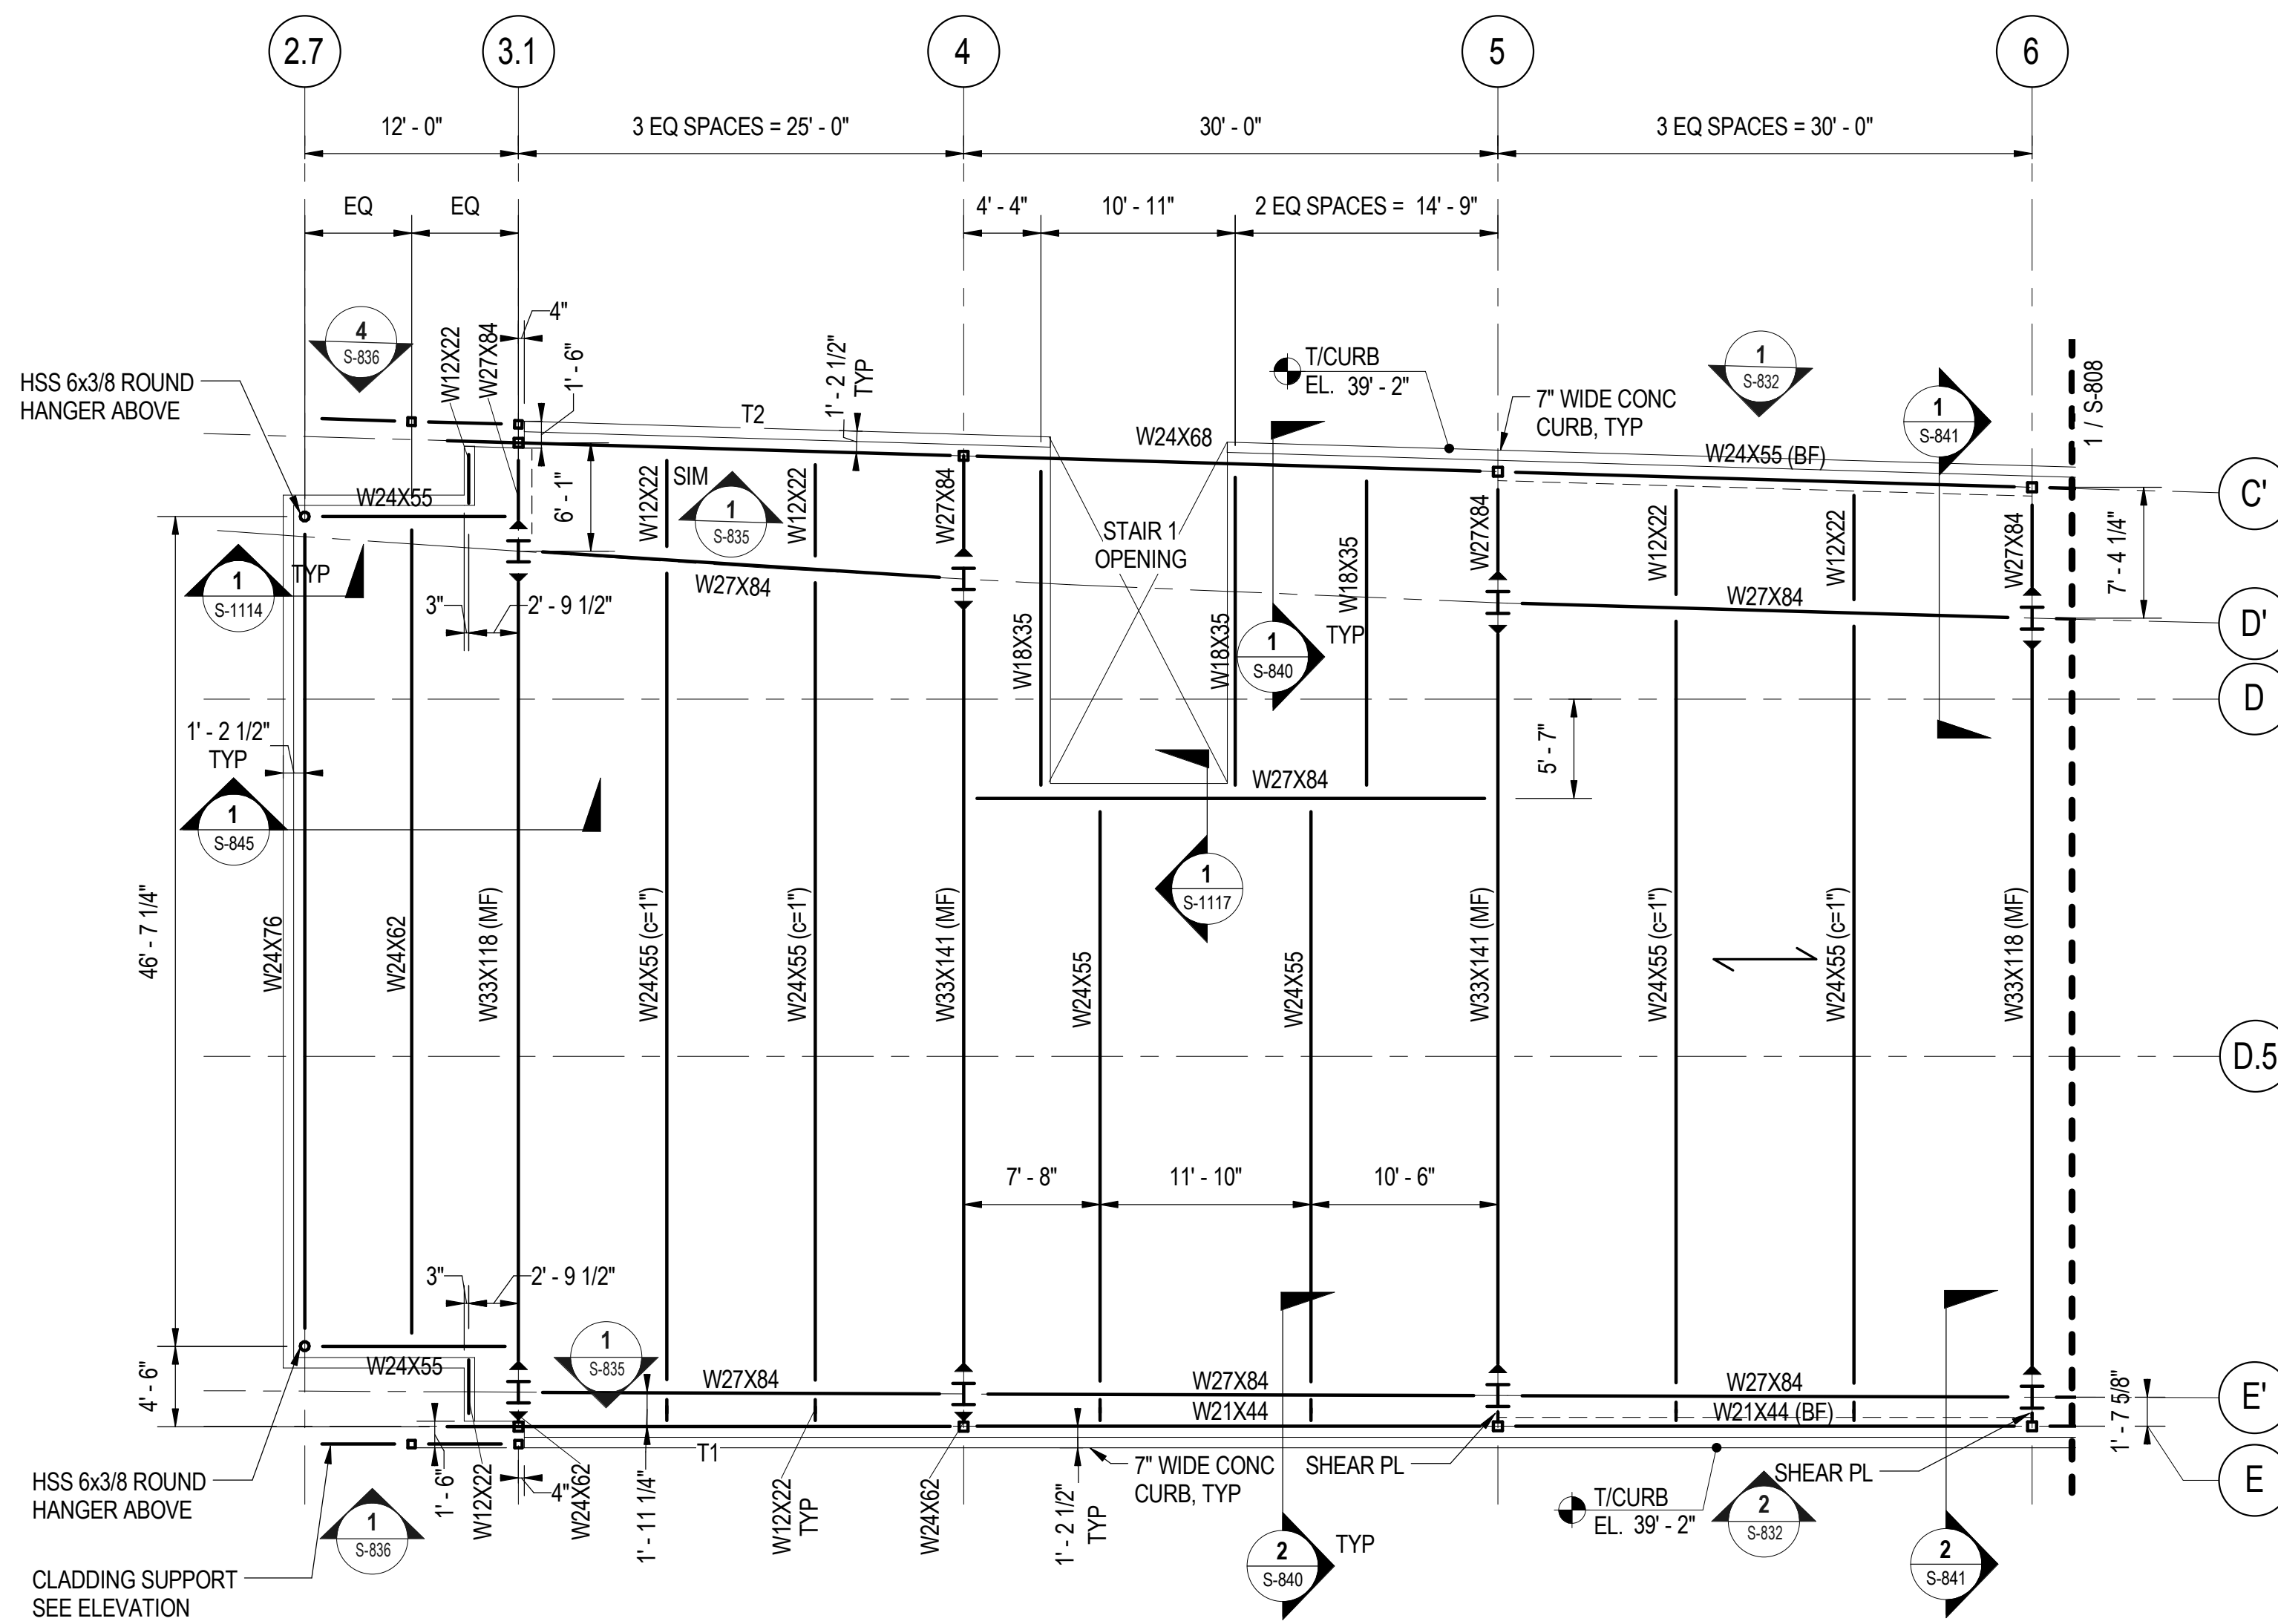 2.7
3.1
4
5
6
12' - 0"
3 EQ SPACES = 25' - 0"
30' - 0"
3 EQ SPACES = 30' - 0"
EQ
EQ
4' - 4"
10' - 11"
2 EQ SPACES = 14' - 9"
4
S-836
W12X22
W27X84
4"
1' - 6"
1' - 2 1/2"
TYP
T/CURB
EL. 39' - 2"
1
S-832
1
S-841
1 / S-808
HSS 6x3/8 ROUND
HANGER ABOVE
T2
7" WIDE CONC
CURB, TYP
W24X68
W24X55 (BF)
W24X55
6' - 1"
W12X22
SIM
1
S-835
W12X22
W27X84
STAIR 1
OPENING
W18X35
W27X84
W12X22
W12X22
W27X84
7' - 4 1/4"
C'
1
S-1114
TYP
3"
2' - 9 1/2"
W27X84
W18X35
W18X35
1
S-840
TYP
W27X84
D'
D
1' - 2 1/2"
TYP
1
S-845
5' - 7"
W27X84
1
S-1117
46' - 7 1/4"
W24X76
W24X62
W33X118 (MF)
W24X55 (c=1")
W24X55 (c=1")
W33X141 (MF)
W24X55
W24X55
W33X141 (MF)
W24X55 (c=1")
W24X55 (c=1")
W33X118 (MF)
D.5
7' - 8"
11' - 10"
10' - 6"
3"
2' - 9 1/2"
4' - 6"
W24X55
1
S-835
W27X84
W27X84
W27X84
W21X44
W21X44 (BF)
1' - 7 5/8"
E'
E
T1
HSS 6x3/8 ROUND
HANGER ABOVE
1' - 6"
W12X22
4"
W24X62
1' - 11 1/4"
W12X22
TYP
W24X62
1' - 2 1/2"
TYP
7" WIDE CONC
CURB, TYP
SHEAR PL
SHEAR PL
T/CURB
EL. 39' - 2"
2
S-832
1
S-836
2
S-840
TYP
2
S-841
CLADDING SUPPORT
SEE ELEVATION